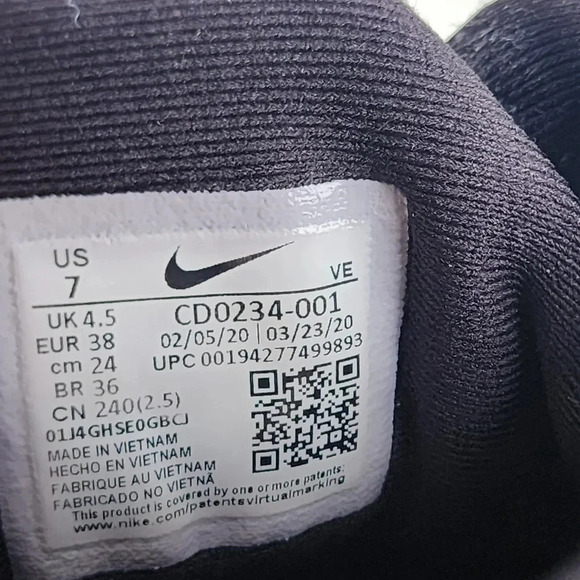 US
7
VE
UK 4.5
CD0234-001
EUR 38
02/05/20 | 03/23/20
cm 24
UPC 00194277499893
BR 36
CN 240(2.5)
01J4GHSE0GBCJ
MADE IN VIETNAM
HECHO EN VIETNAM
FABRIQUE AU VIETNAM
FABRICADO NO VIETNÃ
This product is covered by one or more patents:
www.nike.com/patentsvirtualmarking